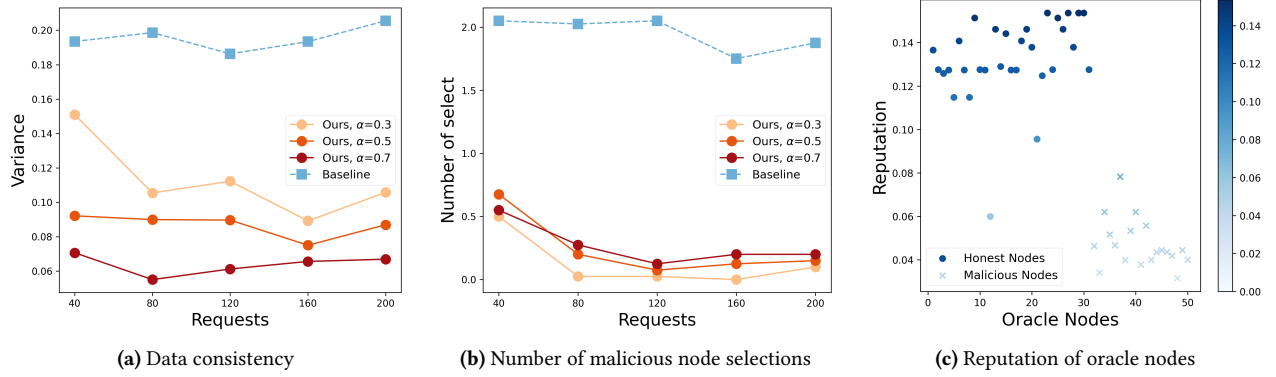 0.20
0.18
0.16
0.14
0.12
0.10
0.08
0.06
Variance
40 80 120 160 200
Requests
Ours, α=0.3
Ours, α=0.5
Ours, α=0.7
Baseline
(a) Data consistency
2.0
1.5
1.0
0.5
0.0
Number of select
40 80 120 160 200
Requests
Ours, α=0.3
Ours, α=0.5
Ours, α=0.7
Baseline
(b) Number of malicious node selections
0.14
0.12
0.10
0.08
0.06
0.04
Reputation
0 10 20 30 40 50
Oracle Nodes
Honest Nodes
Malicious Nodes
0.14
0.12
0.10
0.08
0.06
0.04
0.02
0.00
(c) Reputation of oracle nodes